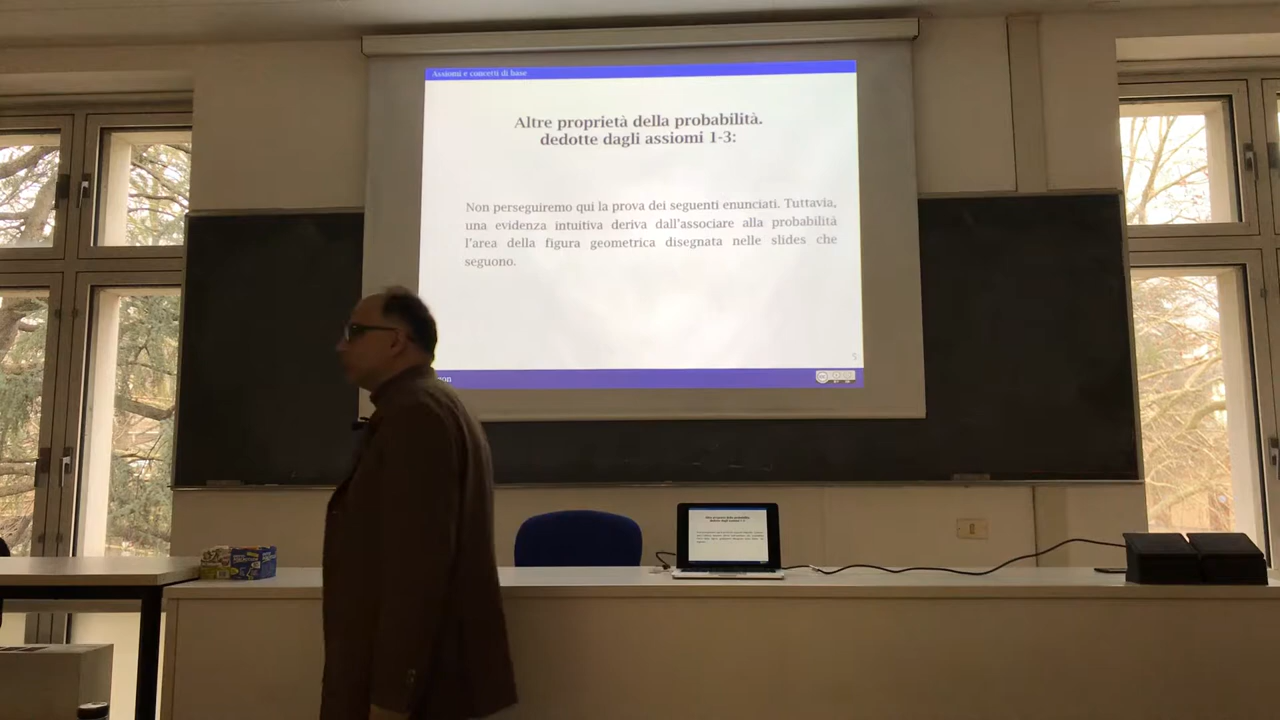 Assiomi e concetti di base
Altre proprietà della probabilità.
dedotte dagli assiomi 1-3:
Non perseguiremo qui la prova dei seguenti enunciati. Tuttavia,
una evidenza intuitiva deriva dall'associare alla probabilità
l'area della figura geometrica disegnata nelle slides che
seguono.
5